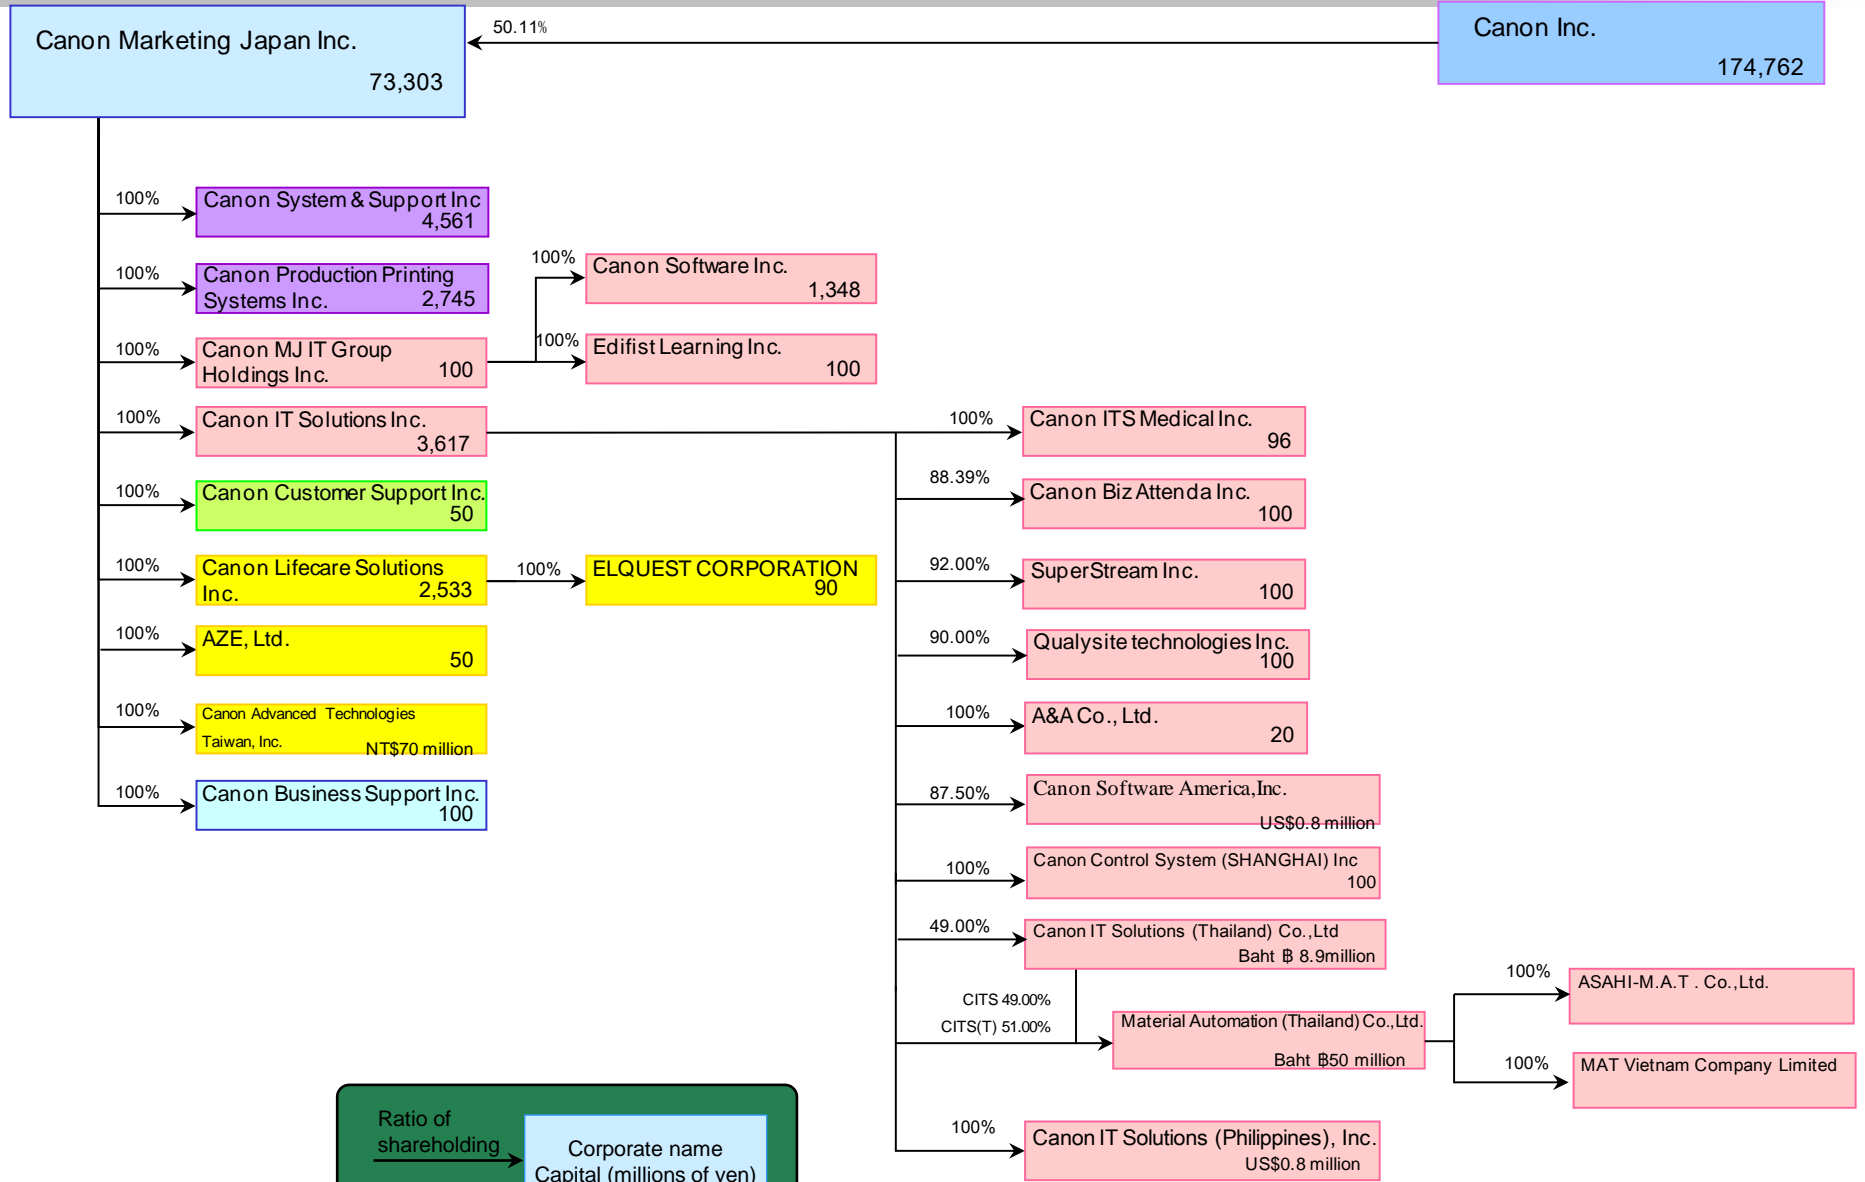 Canon Marketing Japan Inc.
73,303
50.11%
Canon Inc.
174,762
100%
Canon System & Support Inc
4,561
100%
Canon Production Printing
Systems Inc.
2,745
100%
Canon MJ IT Group
Holdings Inc.
100
100%
Canon Software Inc.
1,348
100%
Edifist Learning Inc.
100
100%
Canon IT Solutions Inc.
3,617
100%
Canon Customer Support Inc.
50
100%
Canon Lifecare Solutions
Inc.
2,533
100%
ELQUEST CORPORATION
90
100%
AZE, Ltd.
50
100%
Canon Advanced Technologies
Taiwan, Inc.
NT$70 million
100%
Canon Business Support Inc.
100
100%
Canon ITS Medical Inc.
96
88.39%
Canon Biz Attenda Inc.
100
92.00%
SuperStream Inc.
100
90.00%
Qualysite technologies Inc.
100
100%
A&A Co., Ltd.
20
87.50%
Canon Software America,Inc.
US$0.8 million
100%
Canon Control System (SHANGHAI) Inc
100
49.00%
Canon IT Solutions (Thailand) Co.,Ltd
Baht ฿ 8.9million
CITS 49.00%
CITS(T) 51.00%
Material Automation (Thailand) Co.,Ltd.
Baht ฿50 million
100%
ASAHI-M.A.T . Co.,Ltd.
100%
MAT Vietnam Company Limited
100%
Canon IT Solutions (Philippines), Inc.
US$0.8 million
Ratio of
shareholding
Corporate name
Capital (millions of yen)